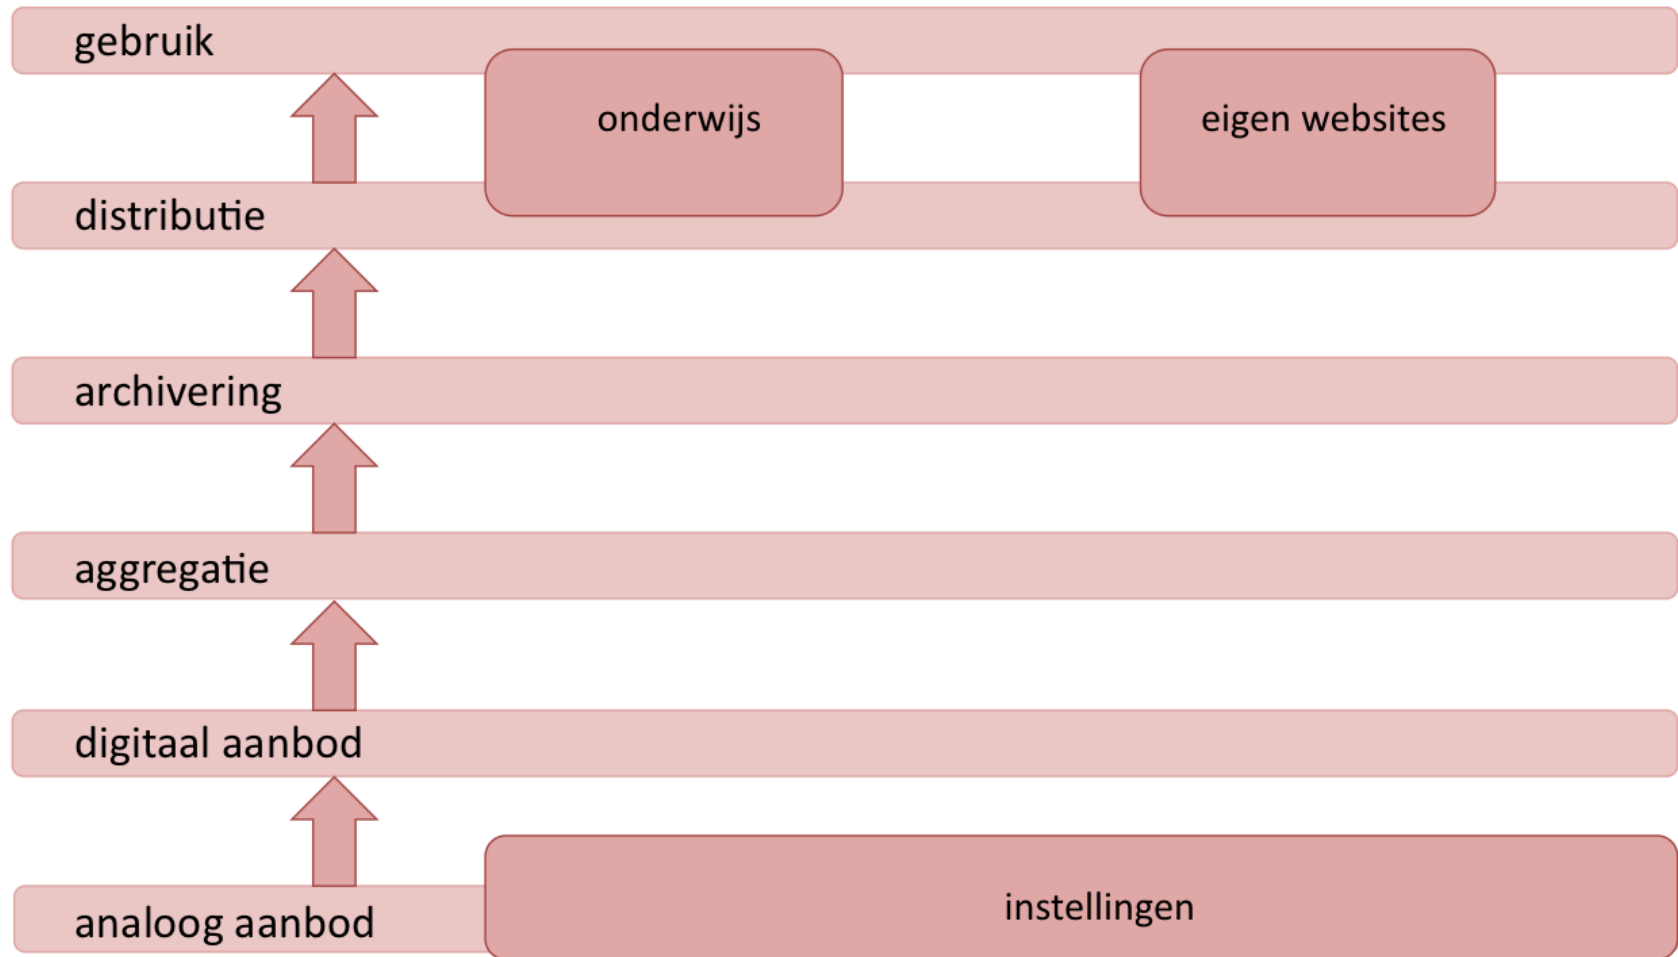 gebruik
onderwijs
eigen websites
distributie
archivering
aggregatie
digitaal aanbod
analoog aanbod
instellingen